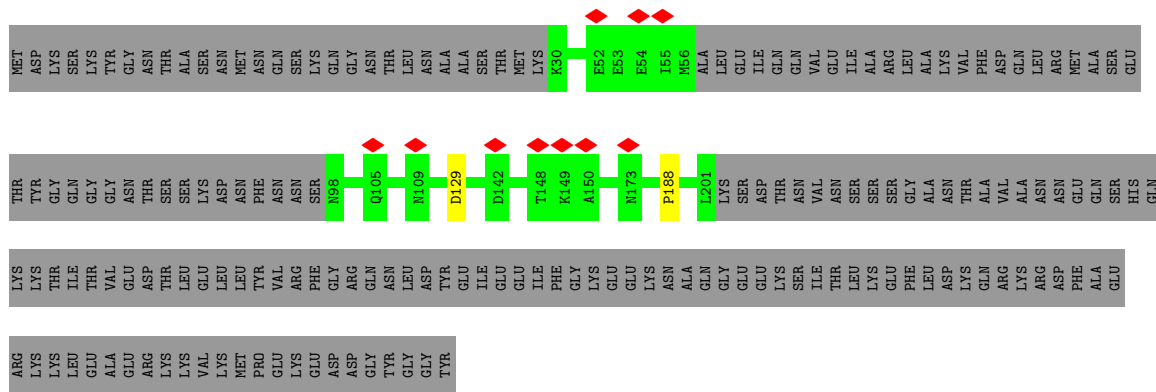 MET ASP LYS SER LYS TYR GLY ASN THR ALA SER ASN MET ASN GLN SER LYS GLN GLY ASN THR LEU ASN ALA ALA SER THR MET LYS K30 E52 E53 E54 I55 M56 ALA LEU GLU ILE GLN GLN VAL GLU ILE ALA ARG LEU ALA LYS VAL PHE ASP GLN LEU ARG MET ALA SER GLU
THR TYR GLY GLN GLY ASN THR SER SER LYS ASP ASN PHE ASN ASN SER N98 Q105 N109 D129 D142 T148 K149 A150 N173 P188 L201 LYS SER ASP THR ASN VAL ASN SER SER SER GLY ALA ASN THR ALA VAL ALA ASN ASN GLU GLN SER HIS GLN
LYS LYS THR ILE THR VAL GLU ASP THR LEU GLU LEU LEU TYR VAL ARG PHE GLY ARG GLN ASN LEU ASP TYR GLU ILE GLU GLU ILE PHE GLY LYS GLU GLU LYS ASN ALA GLN GLY GLU GLU LYS SER ILE THR LEU LYS GLU PHE LEU ASP LYS GLN ARG LYS ARG ASP PHE ALA GLU
ARG LYS LYS LEU GLU ALA GLU ARG LYS LYS VAL LYS MET PRO GLU LYS GLU ASP ASP GLY TYR GLY GLY TYR